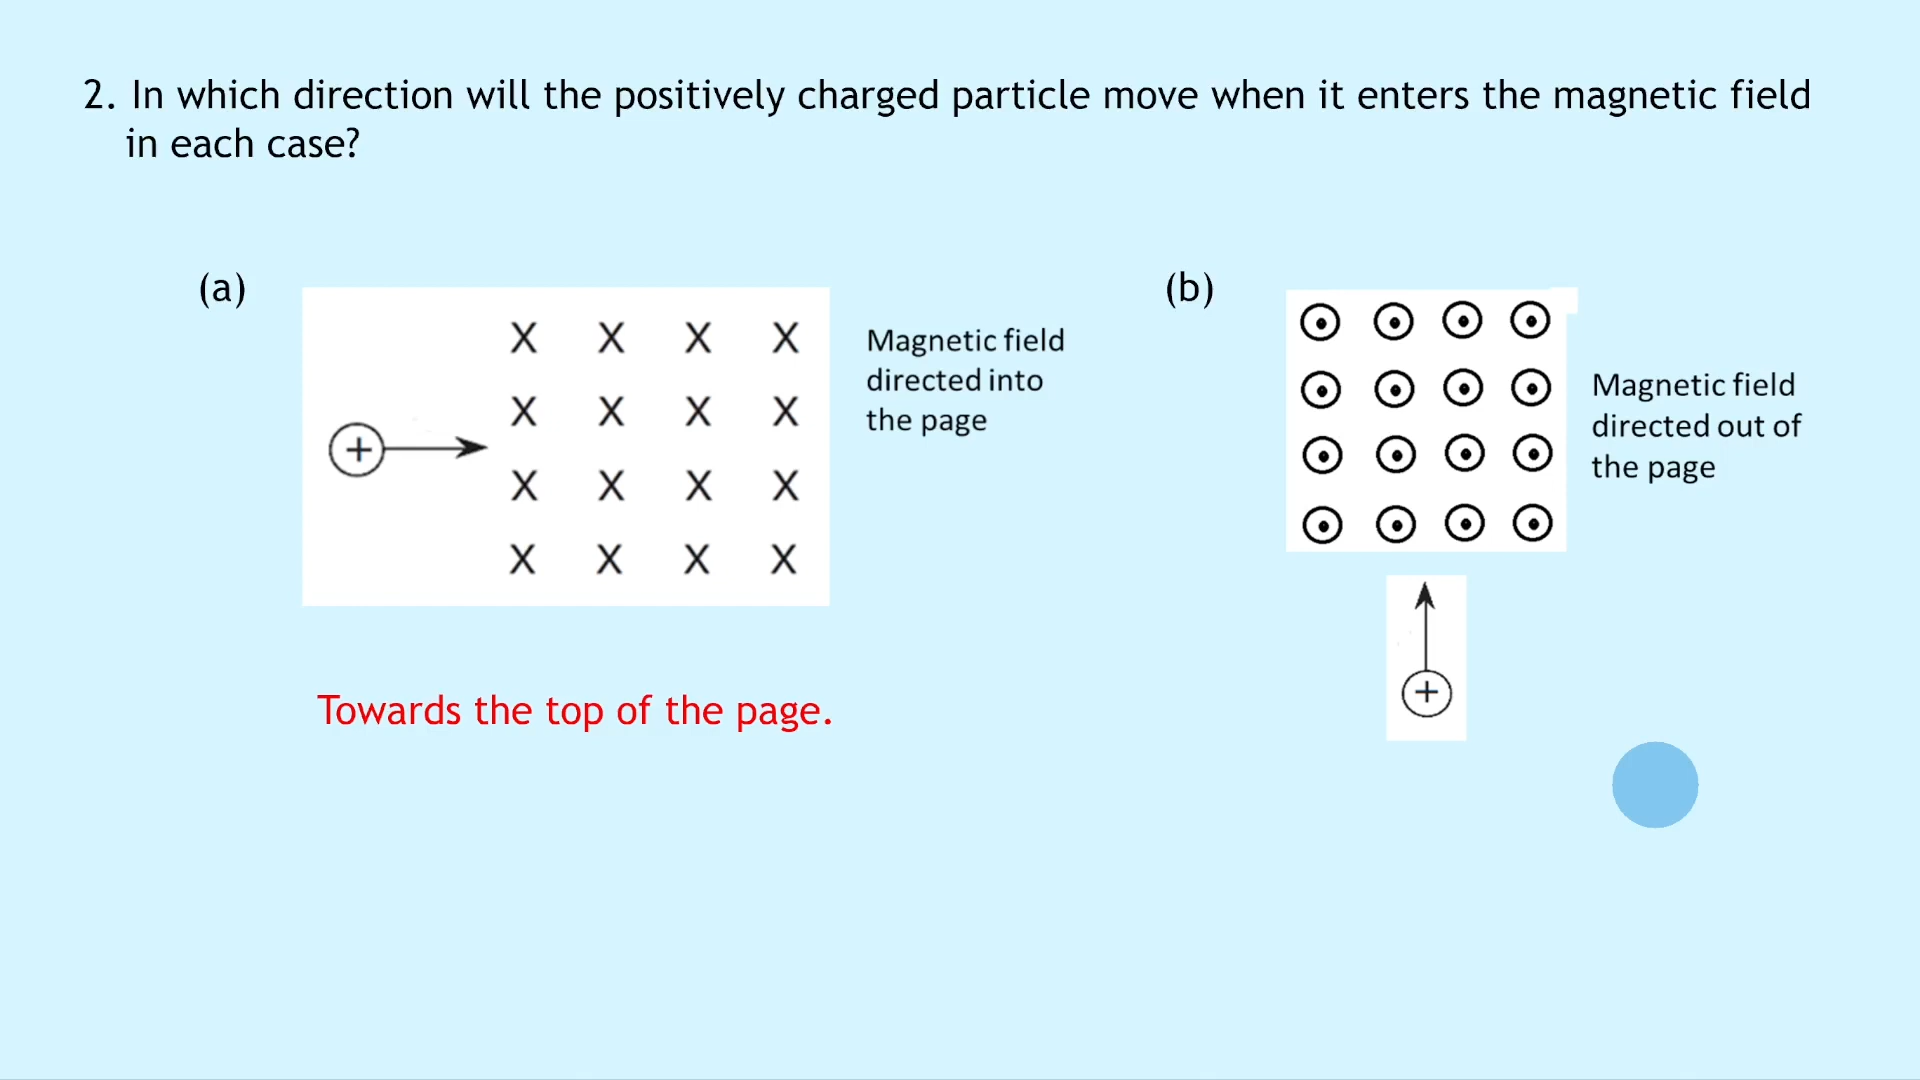 2. In which direction will the positively charged particle move when it enters the magnetic field
in each case?
(a)
(b)
X X X X
X X X X
X X X X
X X X X
+
Magnetic field
directed into
the page
Magnetic field
directed out of
the page
+
Towards the top of the page.